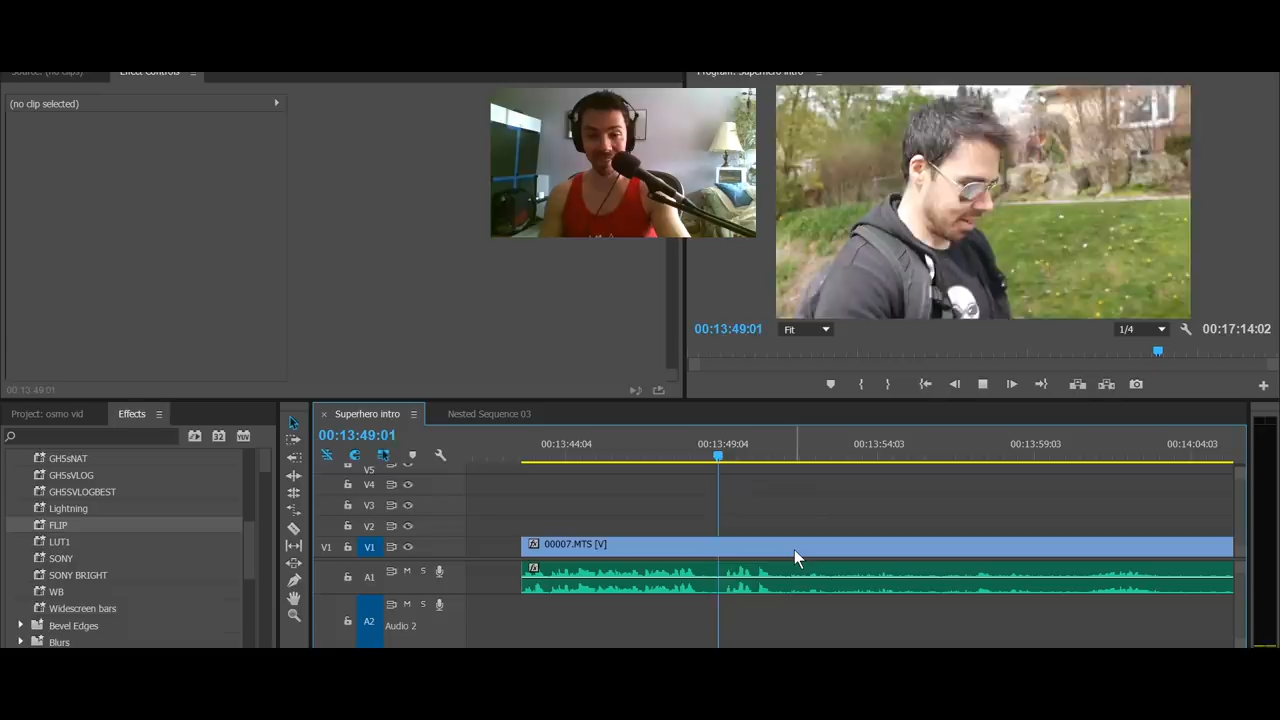 Source: (no clips)
Effect Controls
Program: Superhero intro
(no clip selected)
00:13:49:01
Fit
1/4
00:17:14:02
00:13:49:01
Project: osmo vid
Effects
Superhero intro
Nested Sequence 03
00:13:49:01
00:13:44:04
00:13:49:04
00:13:54:03
00:13:59:03
00:14:04:03
GH5sNAT
GH5sVLOG
GH5SVLOGBEST
Lightning
FLIP
LUT1
SONY
SONY BRIGHT
WB
Widescreen bars
Bevel Edges
Blurs
V5
V4
V3
V2
V1
V1
00007.MTS [V]
A1
M
S
A2
M
S
Audio 2